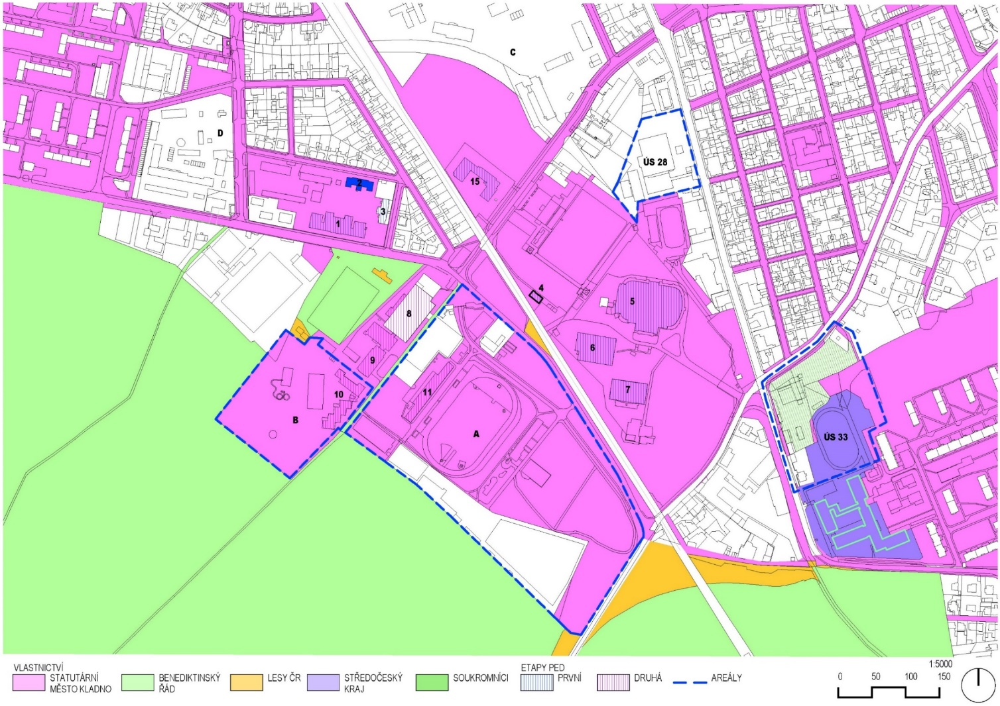 C
D
ÚS 28
15
2
3
1
4
5
8
6
9
7
10
11
B
A
ÚS 33
VLASTNICTVÍ
STATUTÁRNÍ
MĚSTO KLADNO
BENEDIKTINSKÝ
ŘÁD
LESY ČR
STŘEDOČESKÝ
KRAJ
SOUKROMNÍCI
ETAPY PED
PRVNÍ
DRUHÁ
AREÁLY
1:5000
0 50 100 150